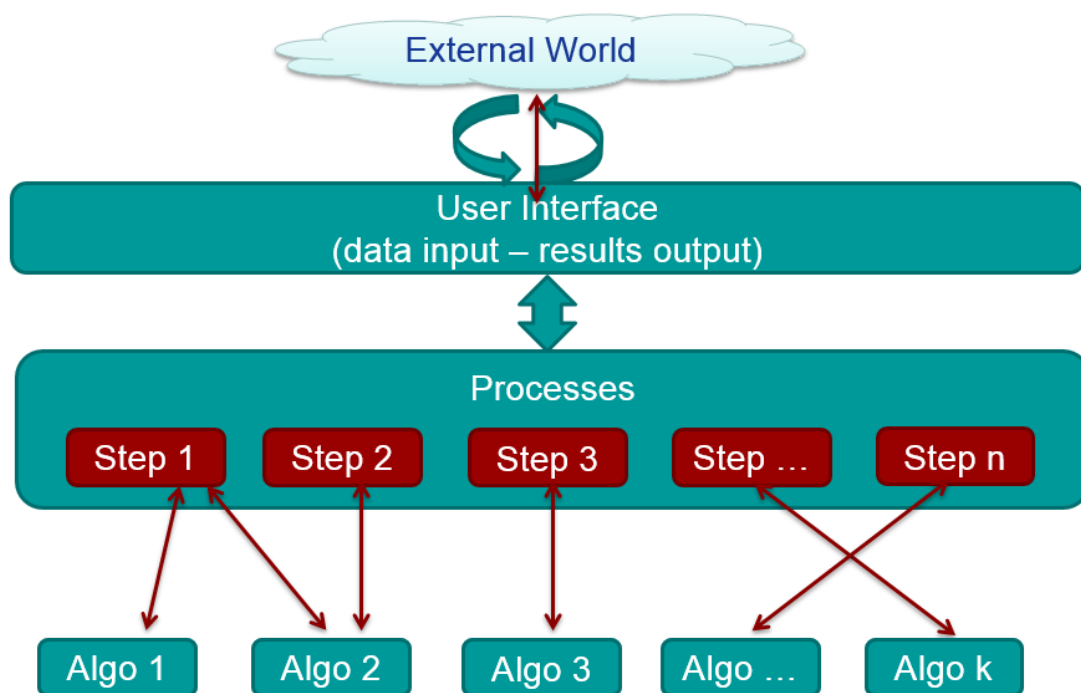 External World
User Interface
(data input – results output)
Processes
Step 1
Step 2
Step 3
Step …
Step n
Algo 1
Algo 2
Algo 3
Algo …
Algo k